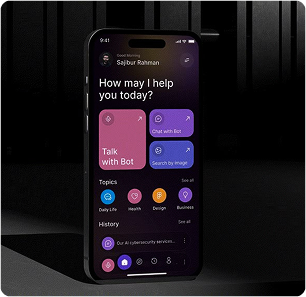 9:41
Good Morning
Sajibur Rahman
How may I help
you today?
Talk
with Bot
Chat with Bot
Search by image
Topics
See all
Daily Life
Health
Design
Business
History
See all
Our AI cybersecurity services...